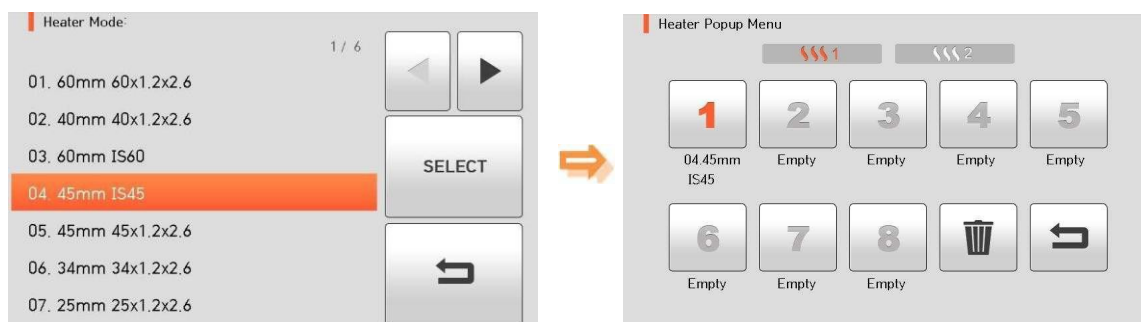 Heater Mode:
1 / 6
01. 60mm 60x1.2x2.6
02. 40mm 40x1.2x2.6
03. 60mm IS60
04. 45mm IS45
05. 45mm 45x1.2x2.6
06. 34mm 34x1.2x2.6
07. 25mm 25x1.2x2.6
SELECT
Heater Popup Menu
1 2
1 2 3 4 5
04.45mm Empty Empty Empty Empty
IS45
6 7 8
Empty Empty Empty